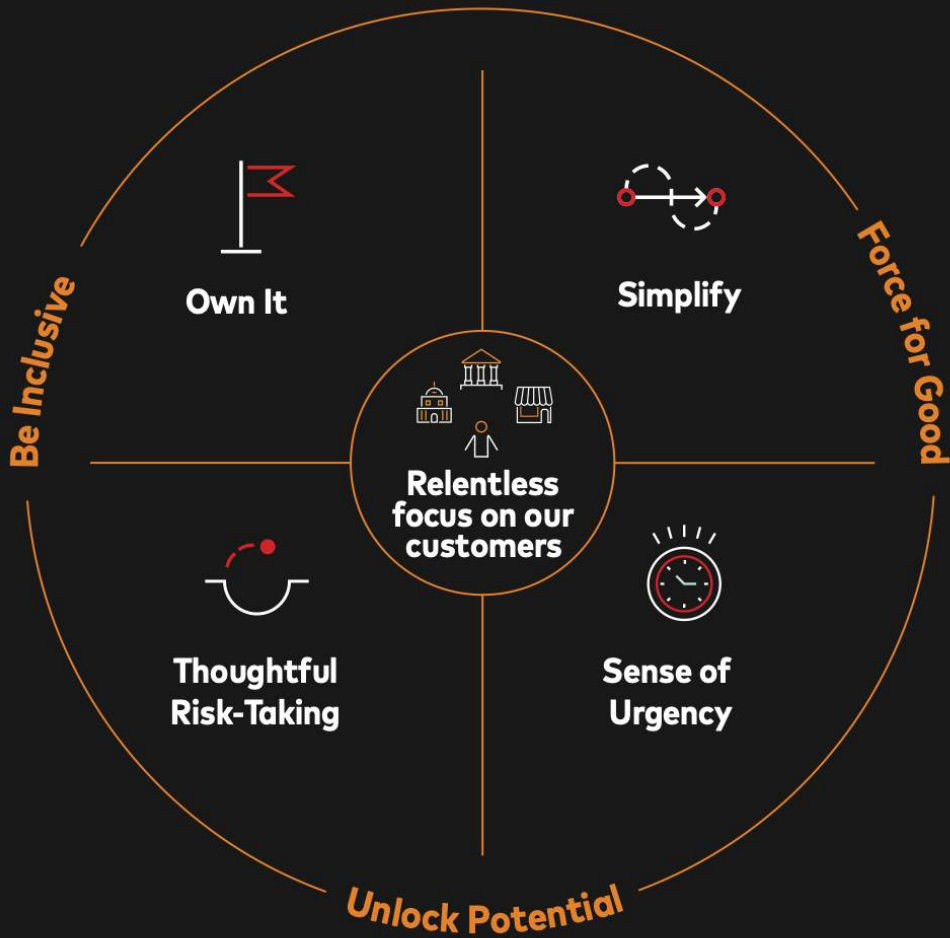 Own It
Simplify
Be Inclusive
Force for Good
Relentless
focus on our
customers
Thoughtful
Risk-Taking
Sense of
Urgency
Unlock Potential